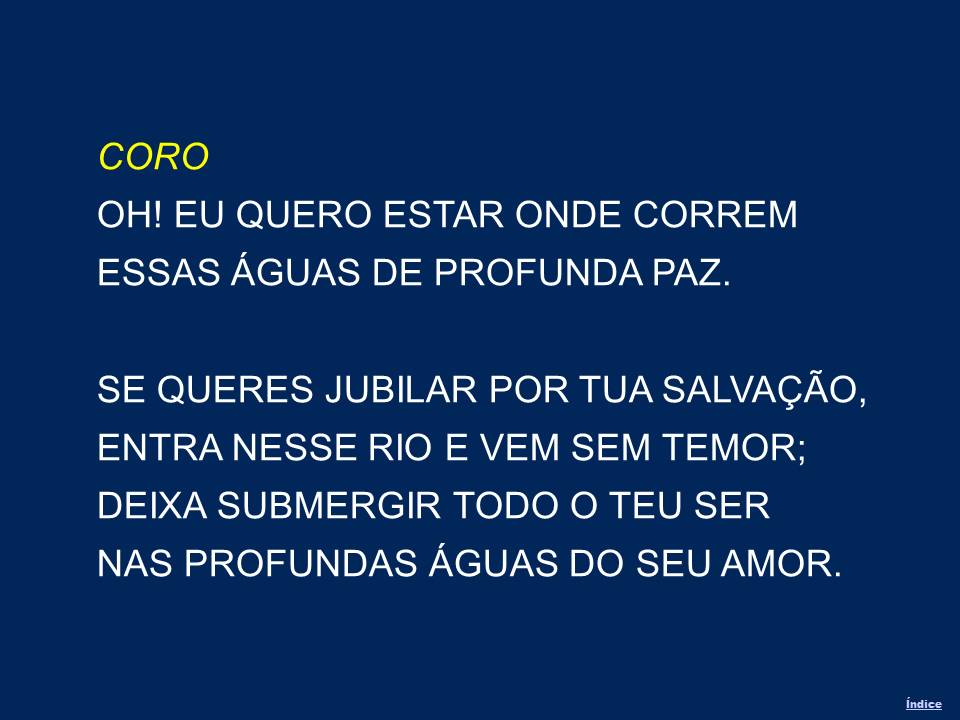 CORO
OH! EU QUERO ESTAR ONDE CORREM
ESSAS ÁGUAS DE PROFUNDA PAZ.
SE QUERES JUBILAR POR TUA SALVAÇÃO,
ENTRA NESSE RIO E VEM SEM TEMOR;
DEIXA SUBMERGIR TODO O TEU SER
NAS PROFUNDAS ÁGUAS DO SEU AMOR.
Índice